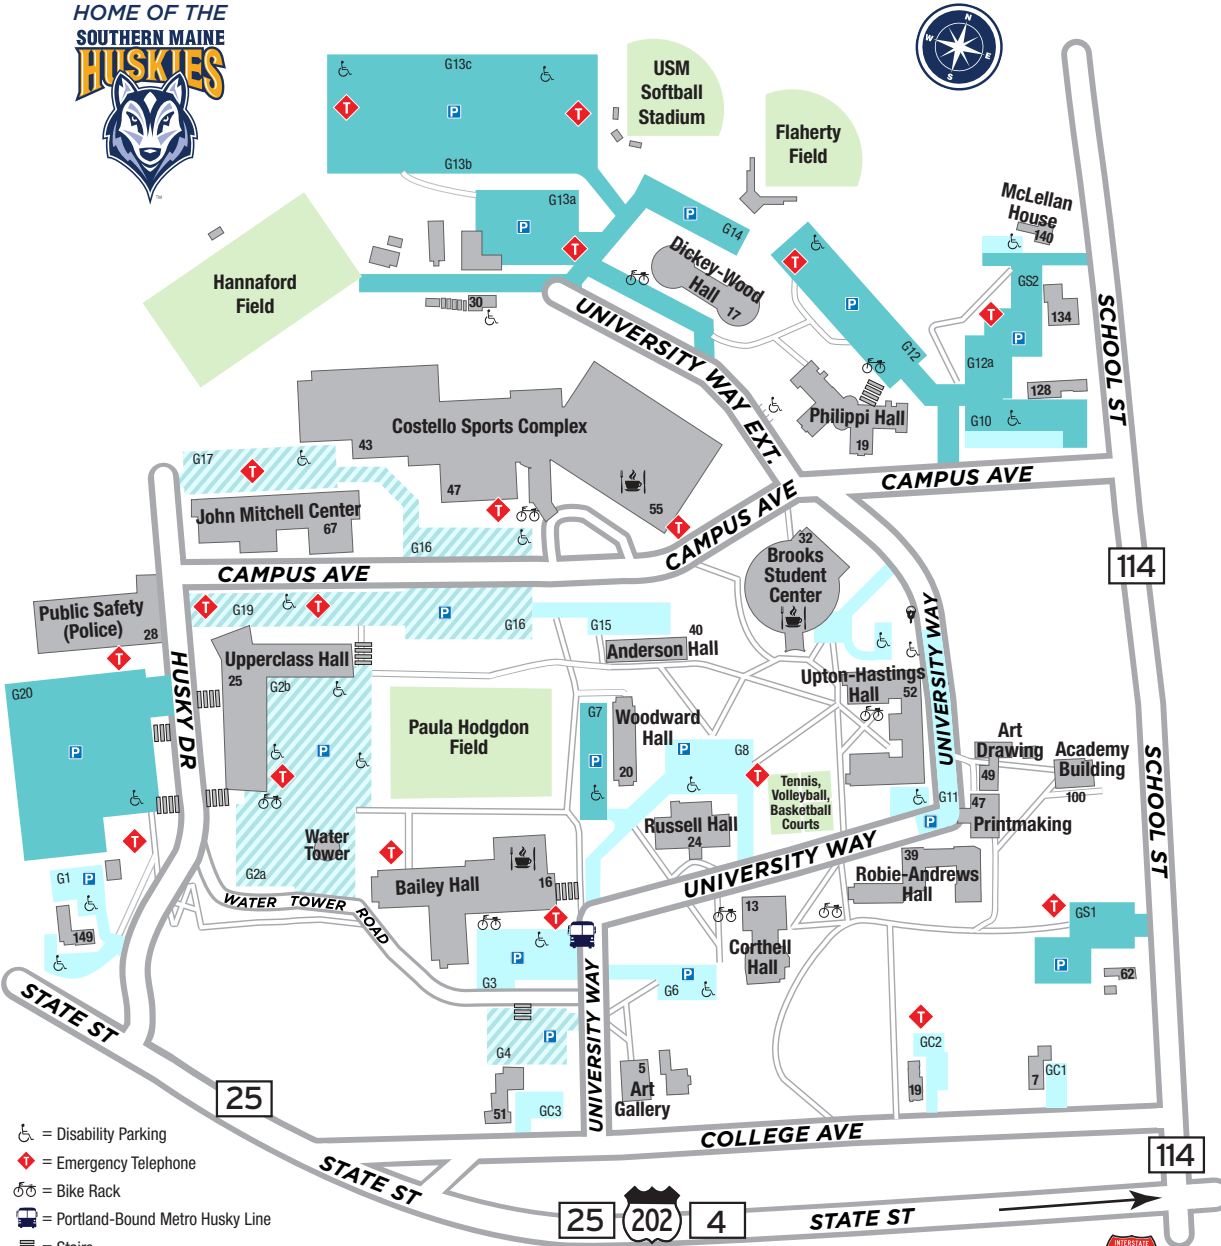 HOME OF THE
SOUTHERN MAINE
HUSKIES
TM
N
W
E
S
G13c
T
T
P
G13b
USM
Softball
Stadium
Flaherty
Field
G13a
P
T
P
G14
Dickey-Wood
Hall
17
T
P
G12
McLellan
House
140
GS2
134
T
P
G12a
128
G10
SCHOOL ST
Hannaford
Field
30
UNIVERSITY WAY EXT.
Philippi Hall
19
CAMPUS AVE
Costello Sports Complex
43
47
55
T
T
G17
T
John Mitchell Center
67
G16
CAMPUS AVE
CAMPUS AVE
114
32
Brooks
Student
Center
Public Safety
(Police)
28
T
T
G19
T
P
G16
G15
40
Anderson Hall
UNIVERSITY WAY
Upperclass Hall
25
G2b
G20
P
HUSKY DR
P
T
Paula Hodgdon
Field
G7
P
Woodward
Hall
20
P
G8
T
Upton-Hastings
Hall
52
UNIVERSITY WAY
Art
Drawing
49
Academy
Building
100
Tennis,
Volleyball,
Basketball
Courts
G11
P
47
Printmaking
SCHOOL ST
Russell Hall
24
UNIVERSITY WAY
Water
Tower
G2a
T
T
G1
P
149
WATER TOWER ROAD
Bailey Hall
16
T
39
Robie-Andrews
Hall
13
Corthell
Hall
T
GS1
P
62
P
G3
P
G6
STATE ST
P
G4
UNIVERSITY WAY
5
Art
Gallery
T
GC2
19
7
GC1
51
GC3
25
COLLEGE AVE
STATE ST
114
25
202
4
STATE ST
INTERSTATE
= Disability Parking
T = Emergency Telephone
= Bike Rack
= Portland-Bound Metro Husky Line
= Stairs